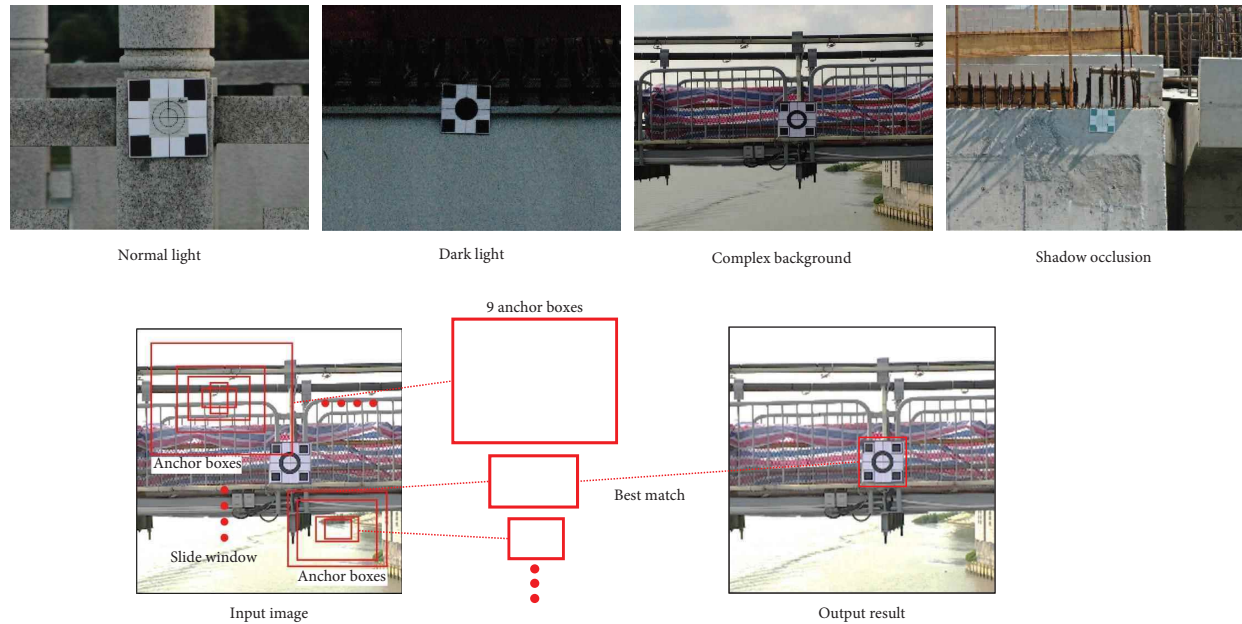 Normal light
Dark light
Complex background
Shadow occlusion
9 anchor boxes
Anchor boxes
Best match
Slide window
Anchor boxes
Input image
Output result